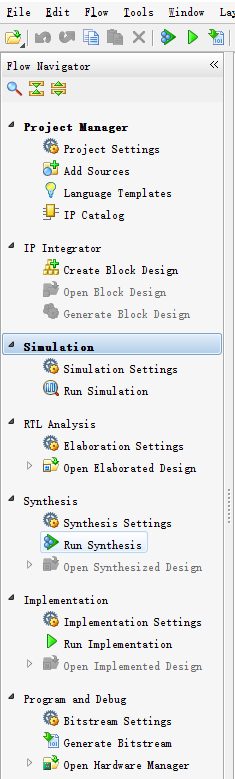 File Edit Flow Tools Window
Flow Navigator
Project Manager
Project Settings
Add Sources
Language Templates
IP Catalog
IP Integrator
Create Block Design
Open Block Design
Generate Block Design
Simulation
Simulation Settings
Run Simulation
RTL Analysis
Elaboration Settings
Open Elaborated Design
Synthesis
Synthesis Settings
Run Synthesis
Open Synthesized Design
Implementation
Implementation Settings
Run Implementation
Open Implemented Design
Program and Debug
Bitstream Settings
Generate Bitstream
Open Hardware Manager